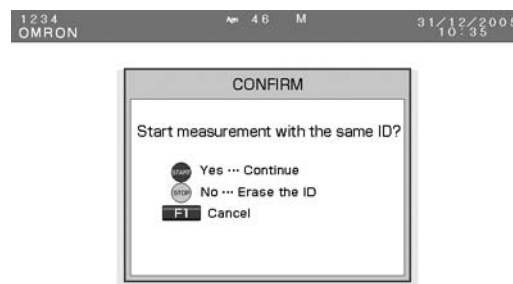 1234
OMRON
Age 46 M
31/12/2005
10:35
CONFIRM
Start measurement with the same ID?
START Yes ··· Continue
STOP No ··· Erase the ID
F1 Cancel